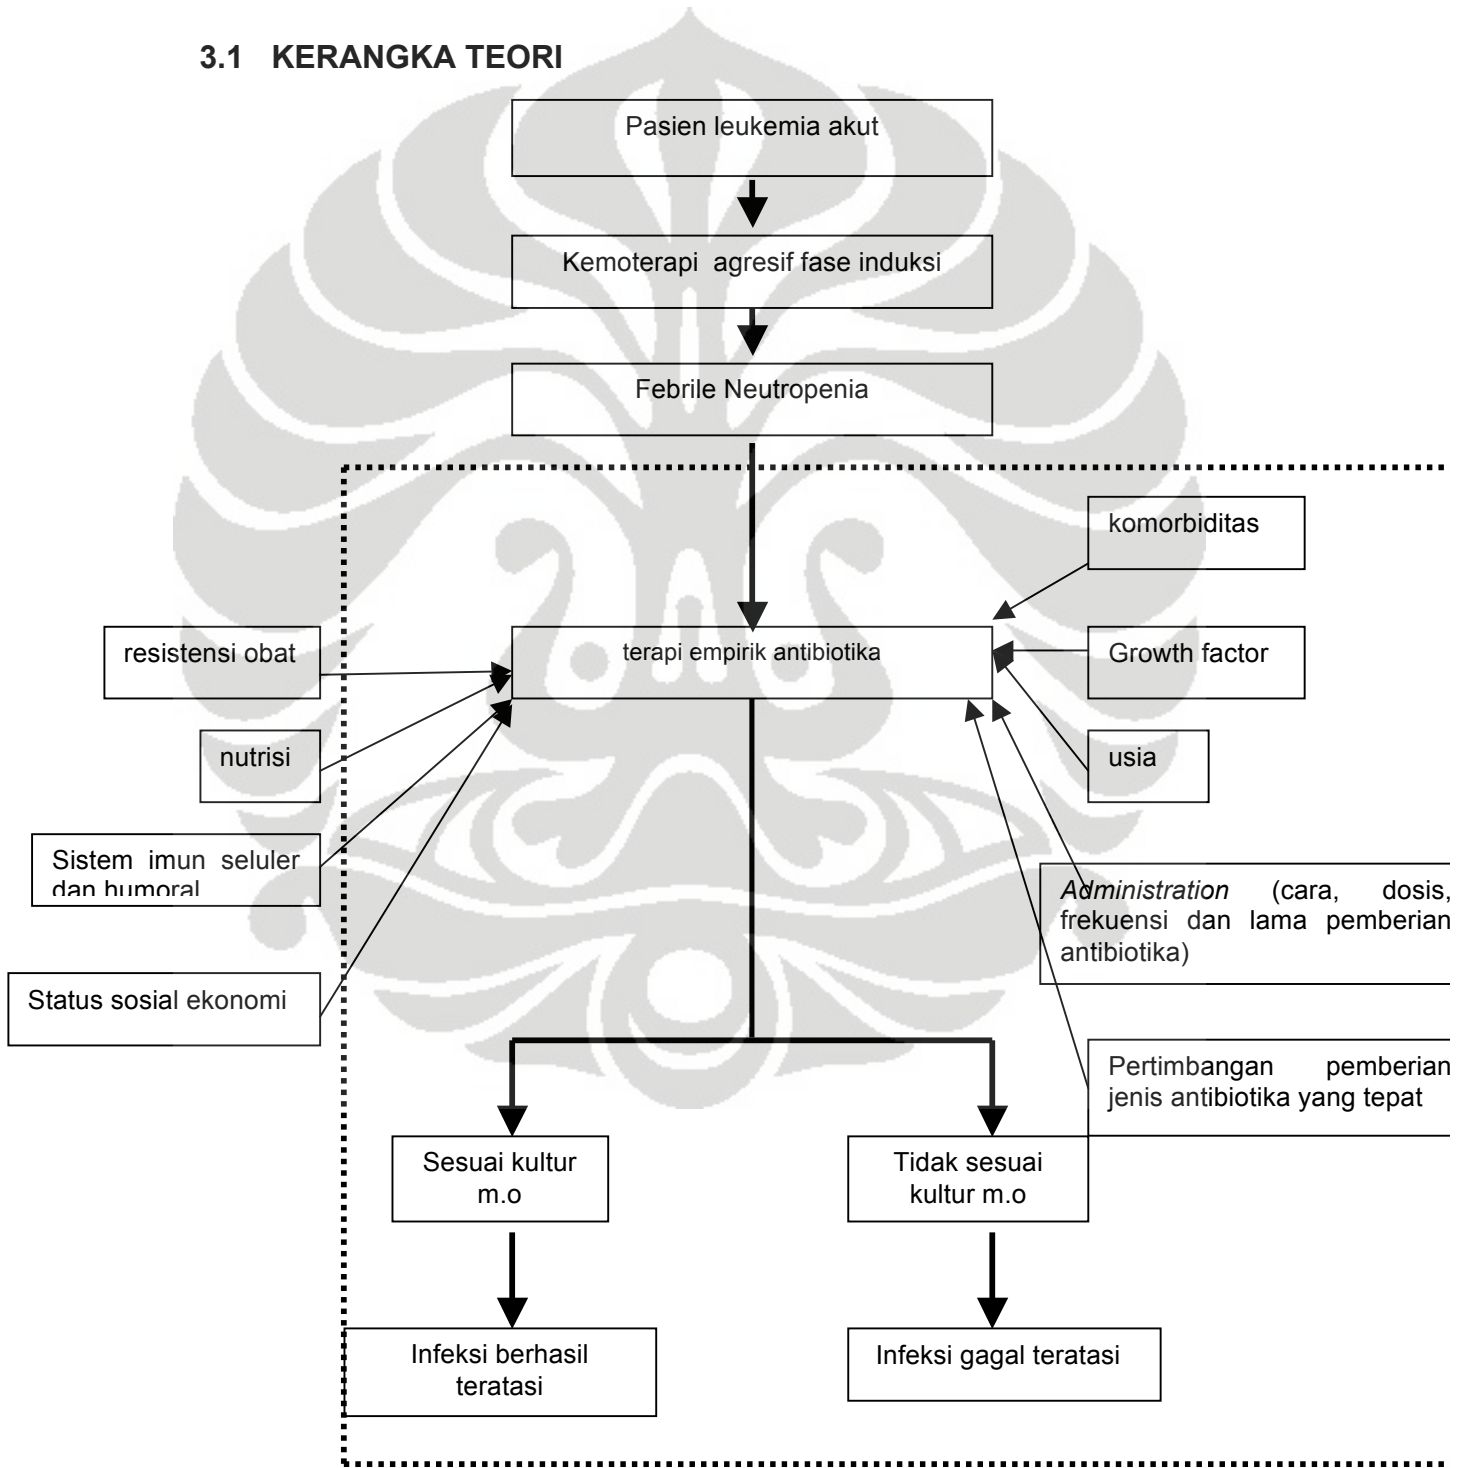 3.1 KERANGKA TEORI
Pasien leukemia akut
Kemoterapi agresif fase induksi
Febrile Neutropenia
komorbiditas
resistensi obat
terapi empirik antibiotika
Growth factor
nutrisi
usia
Sistem imun seluler
dan humoral
Administration (cara, dosis,
frekuensi dan lama pemberian
antibiotika)
Status sosial ekonomi
Pertimbangan pemberian
jenis antibiotika yang tepat
Sesuai kultur
m.o
Tidak sesuai
kultur m.o
Infeksi berhasil
teratasi
Infeksi gagal teratasi